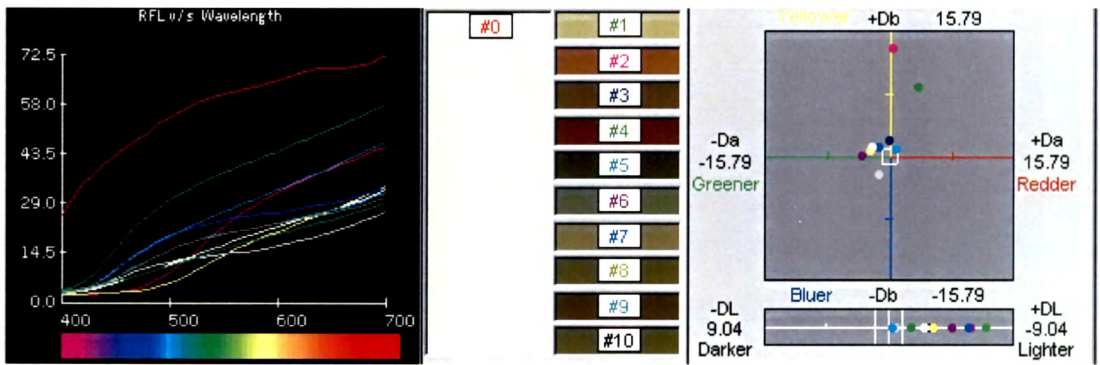 RFL v/s Wavelength
72.5
58.0
43.5
29.0
14.5
0.0
400 500 600 700
#0
#1
#2
#3
#4
#5
#6
#7
#8
#9
#10
Yellower +Db 15.79
-Da
-15.79
Greener
+Da
15.79
Redder
Bluer -Db -15.79
-DL
9.04
Darker
+DL
-9.04
Lighter